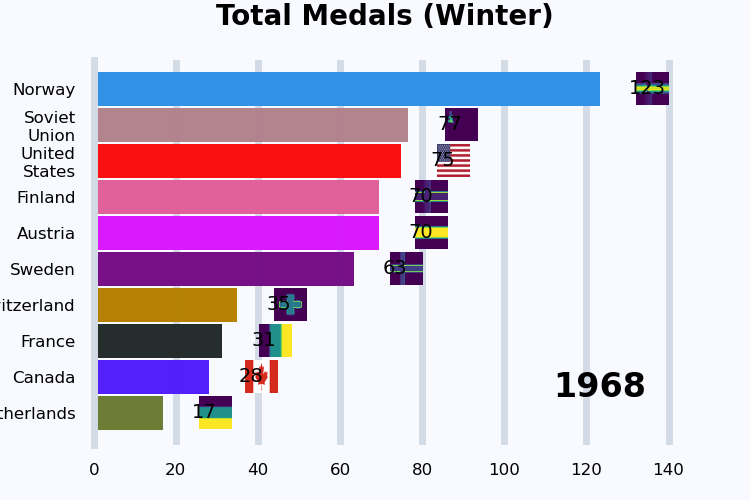 Total Medals (Winter)
Norway 123
Soviet
Union 77
United
States 75
Finland 70
Austria 70
Sweden 63
itzerland 35
France 31
Canada 28
1968
therlands 17
0 20 40 60 80 100 120 140